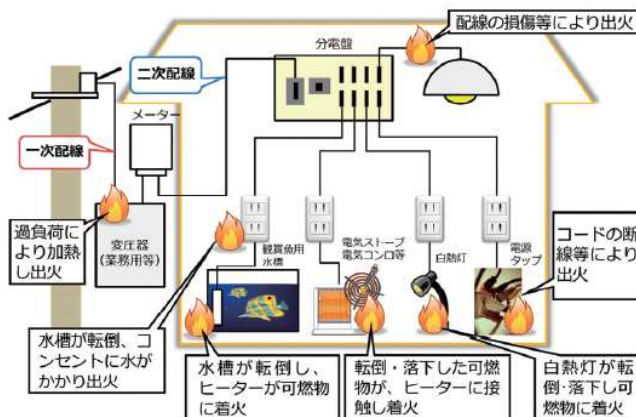 配線の損傷等により出火
分電盤
二次配線
メーター
一次配線
過負荷に
より加熱
し出火
変圧器
(業務用等)
観賞魚用
水槽
電気ストーブ
電気コンロ等
白熱灯
電源
タップ
コードの断
線等により
出火
水槽が転倒、コ
ンセントに水が
かかり出火
水槽が転倒し、
ヒーターが可燃物
に着火
転倒・落下した可燃
物が、ヒーターに接
触し着火
白熱灯が転
倒･落下し可
燃物に着火